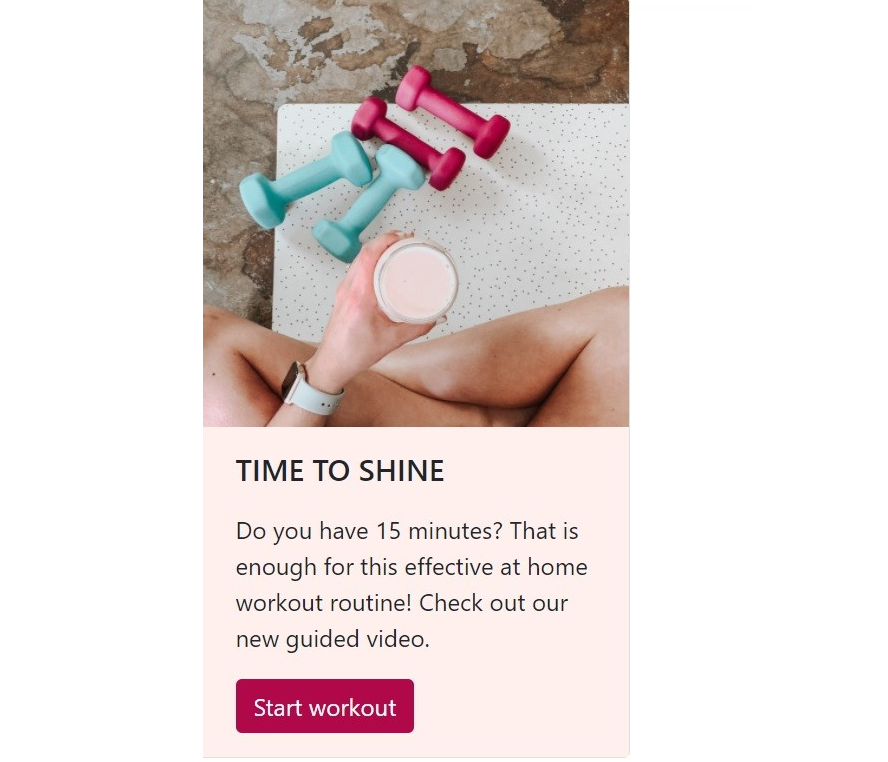 TIME TO SHINE
Do you have 15 minutes? That is
enough for this effective at home
workout routine! Check out our
new guided video.
Start workout